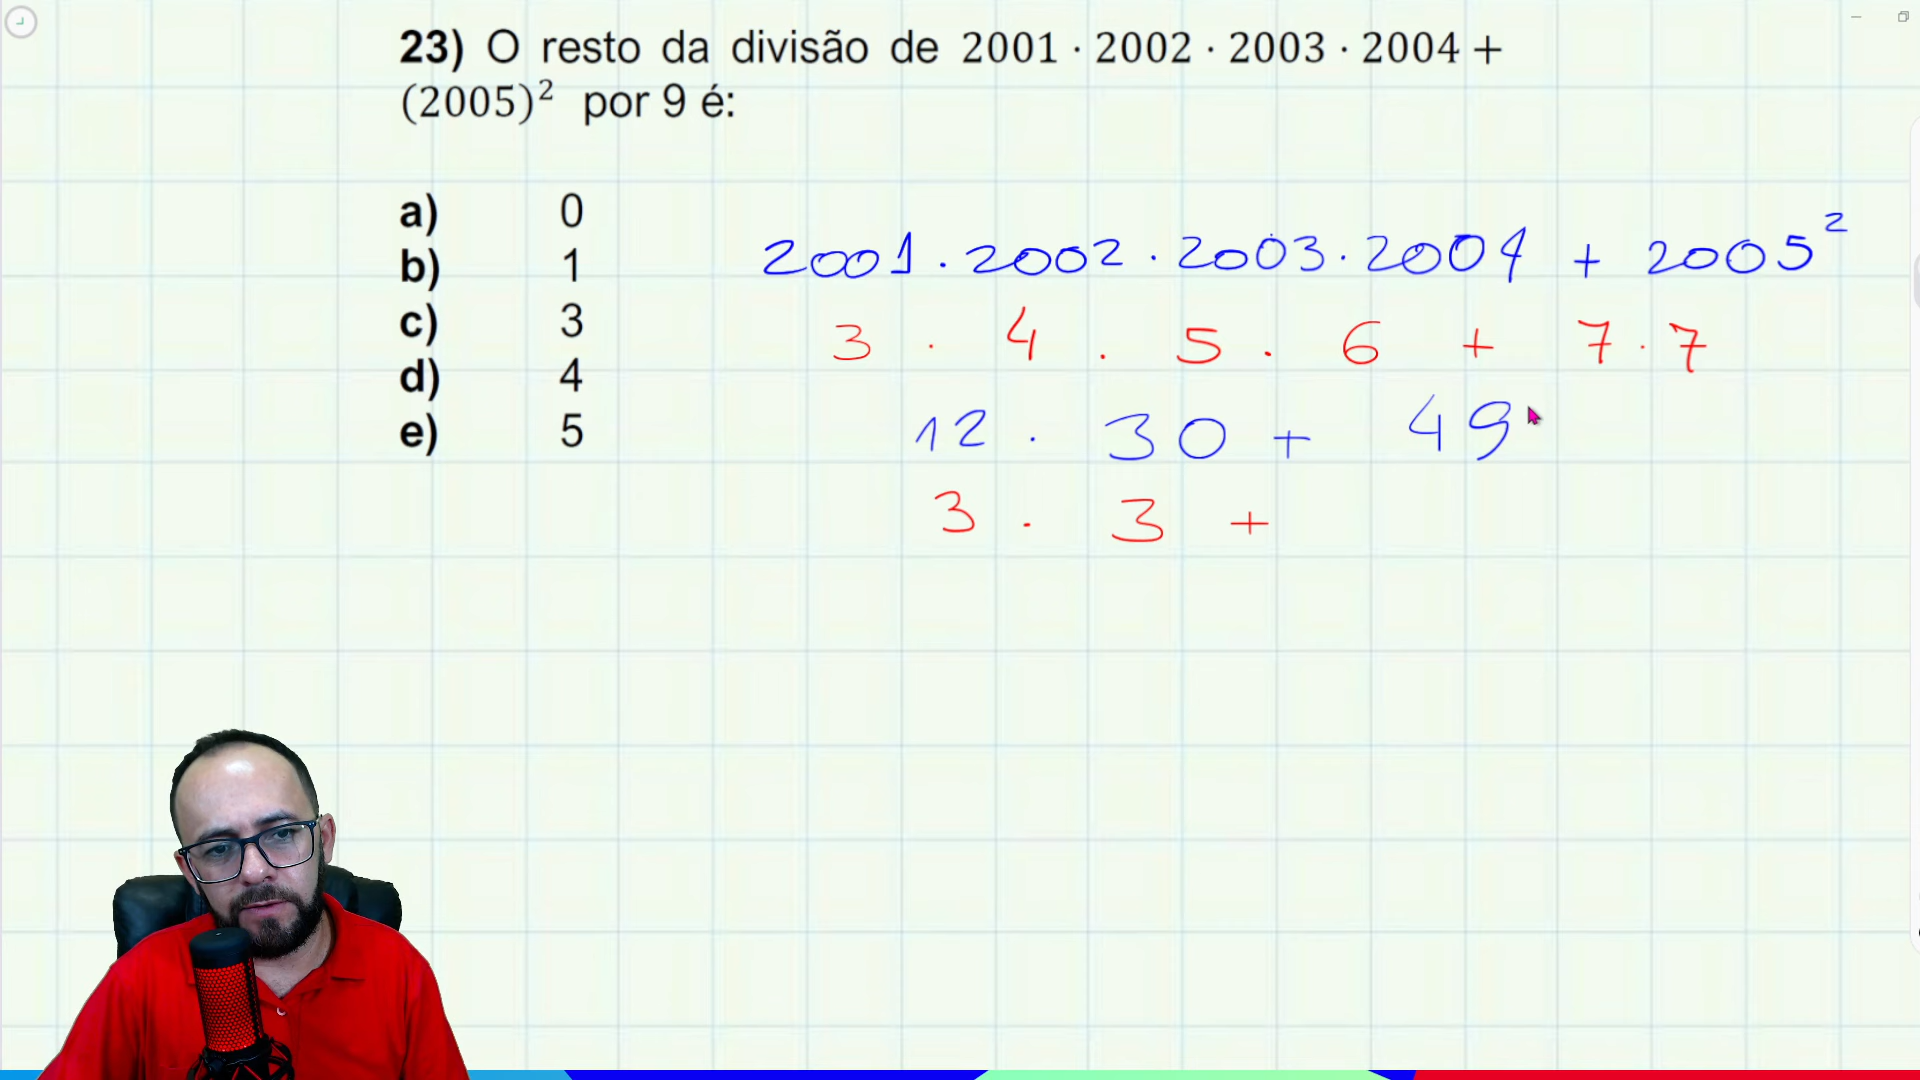 23) O resto da divisão de 2001 · 2002 · 2003 · 2004 +
(2005)² por 9 é:
a) 0
b) 1
c) 3
d) 4
e) 5
2001 . 2002 . 2003 . 2004 + 2005²
3 . 4 . 5 . 6 + 7 . 7
12 . 30 + 49
3 . 3 +